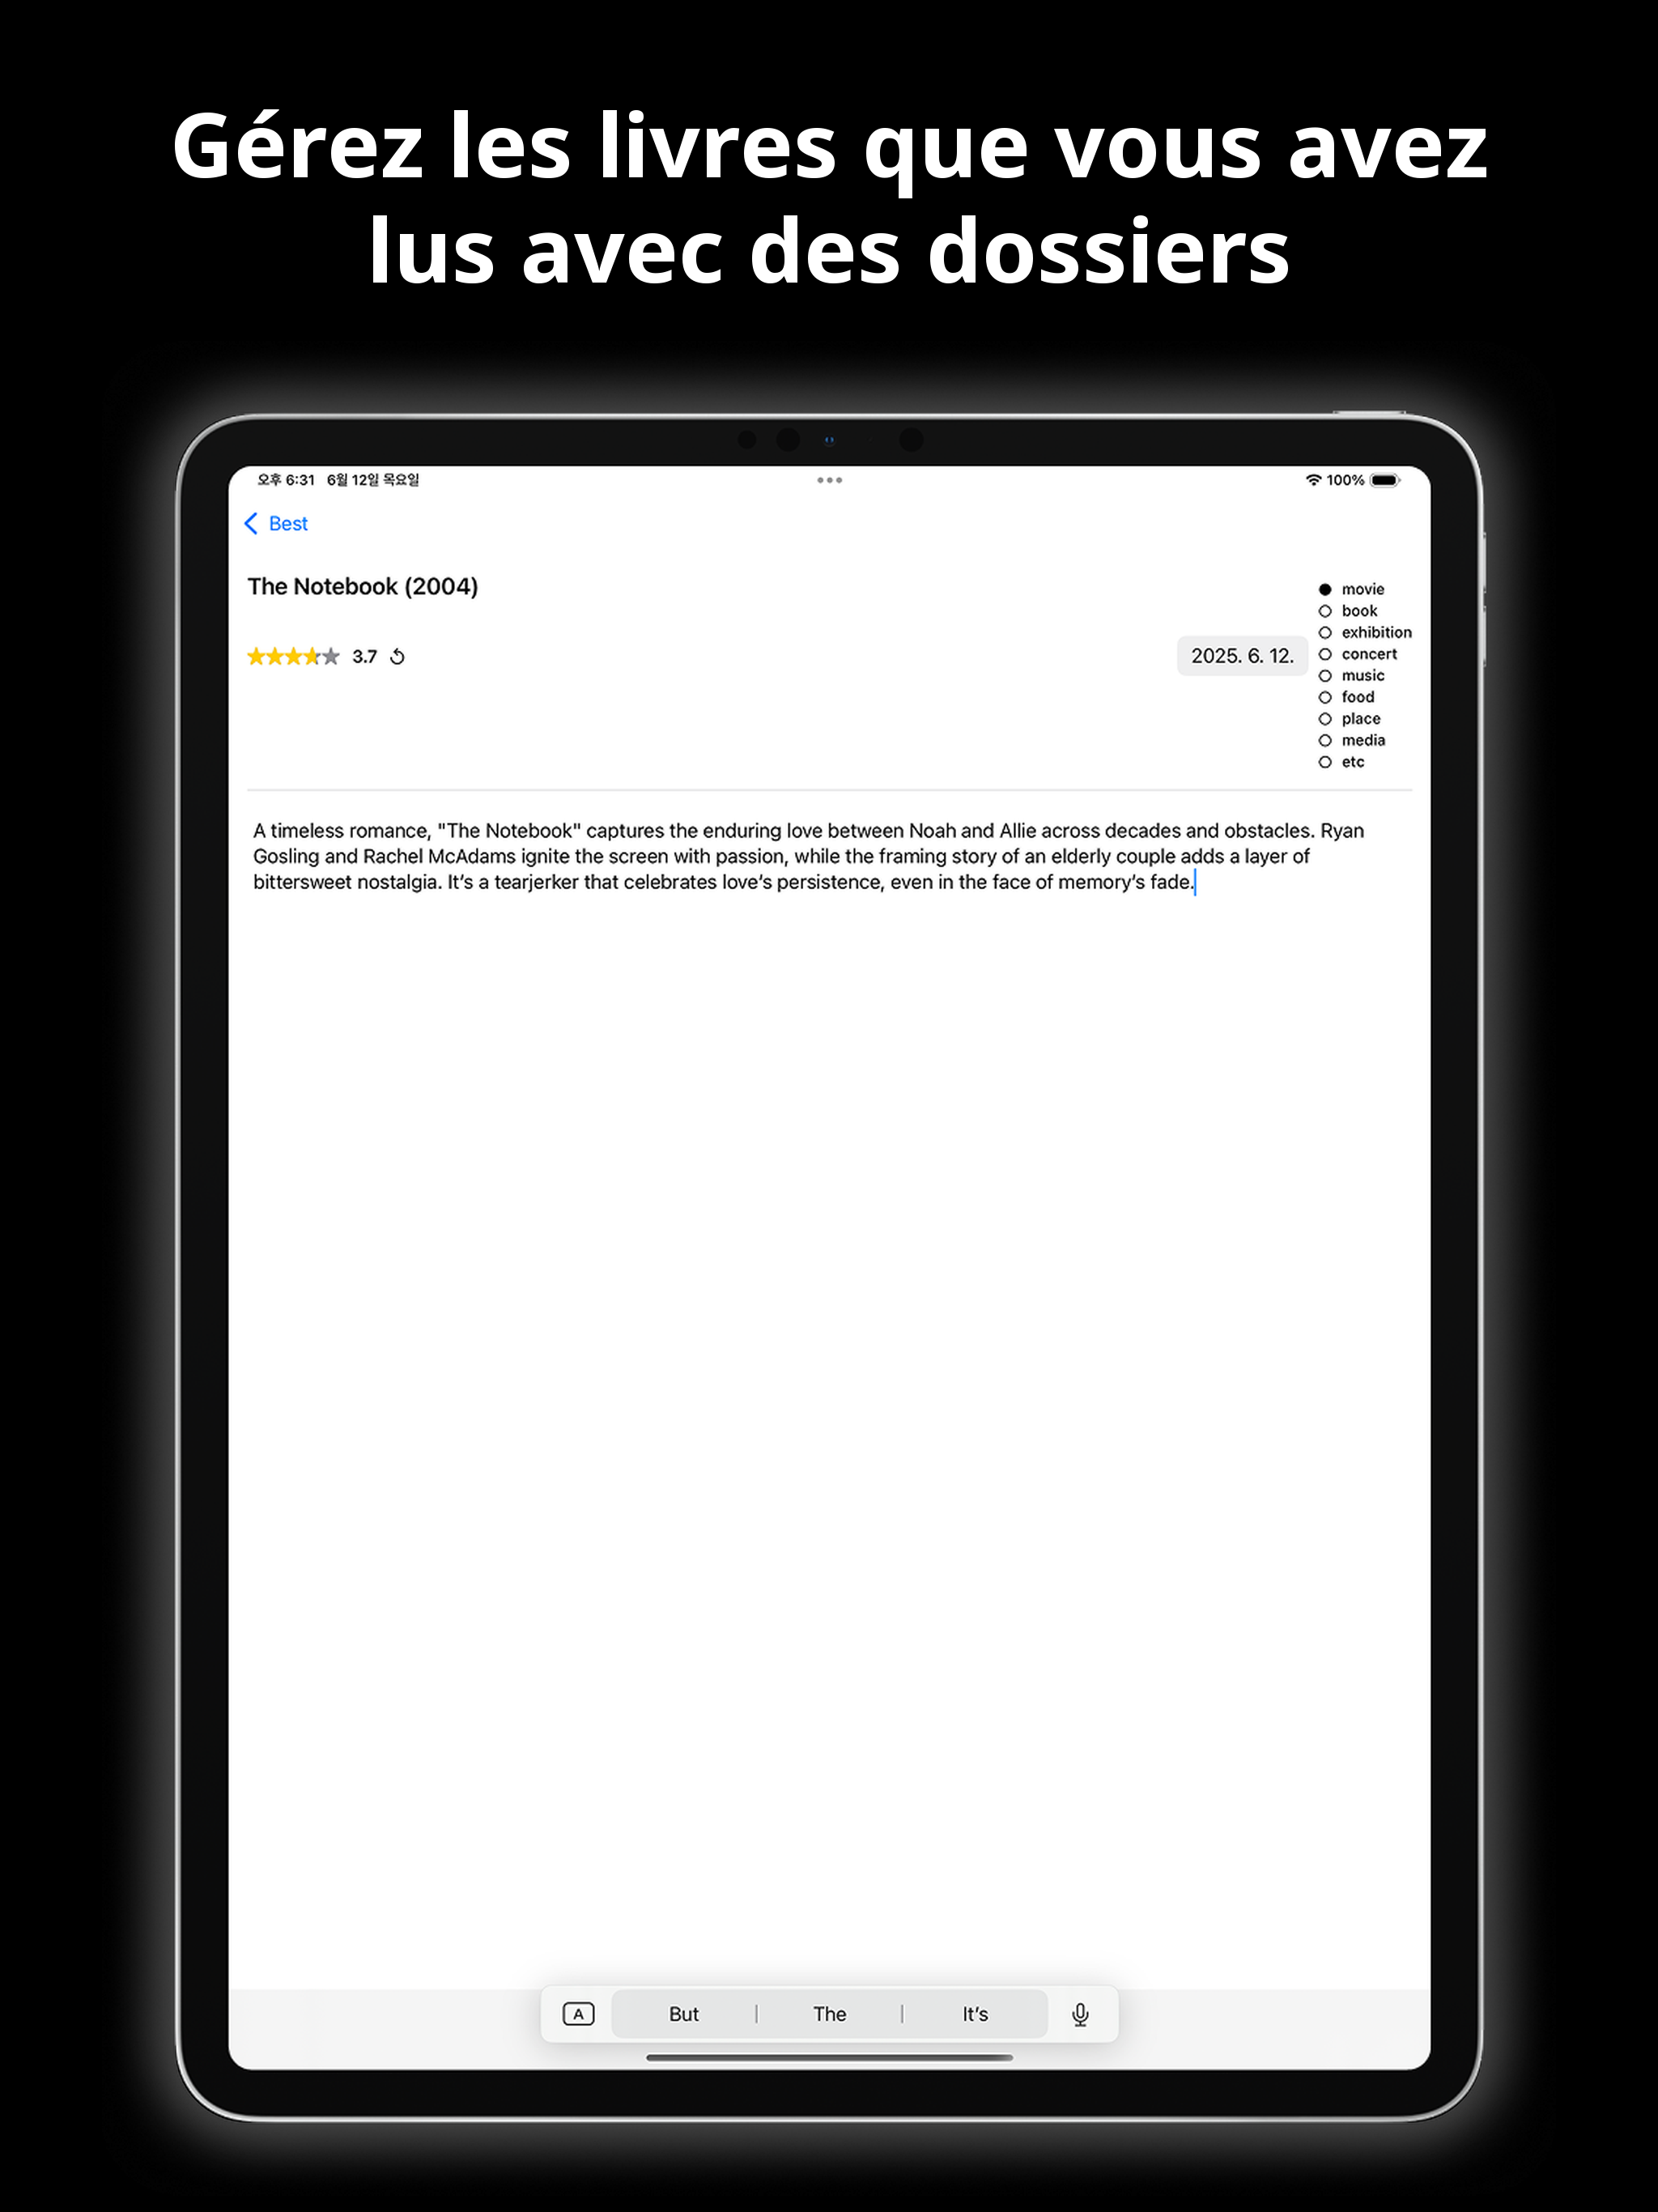 Gérez les livres que vous avez
lus avec des dossiers
오후 6:31 6월 12일 목요일
100%
Best
The Notebook (2004)
3.7
2025. 6. 12.
movie
book
exhibition
concert
music
food
place
media
etc
A timeless romance, "The Notebook" captures the enduring love between Noah and Allie across decades and obstacles. Ryan
Gosling and Rachel McAdams ignite the screen with passion, while the framing story of an elderly couple adds a layer of
bittersweet nostalgia. It’s a tearjerker that celebrates love’s persistence, even in the face of memory’s fade.
A
But | The | It’s